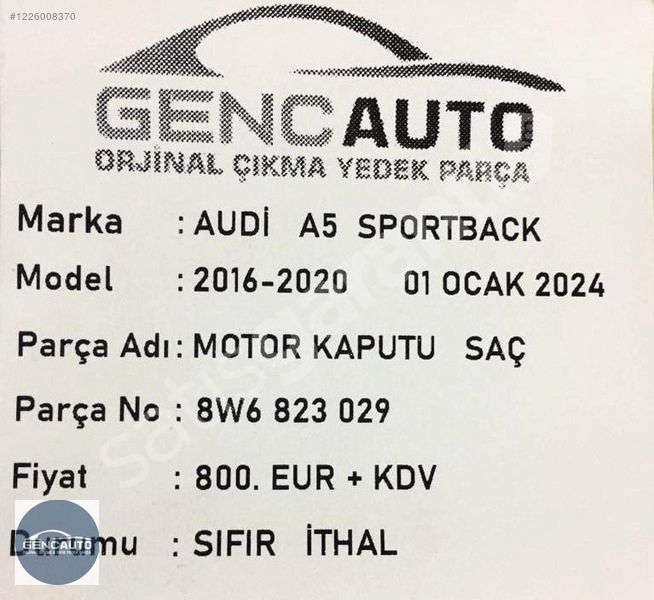 #1226008370
GENCAUTO
ORJİNAL ÇIKMA YEDEK PARÇA
Marka : AUDİ A5 SPORTBACK
Model : 2016-2020 01 OCAK 2024
Parça Adı : MOTOR KAPUTU SAÇ
Parça No : 8W6 823 029
Fiyat : 800. EUR + KDV
Durumu : SIFIR İTHAL
GENCAUTO